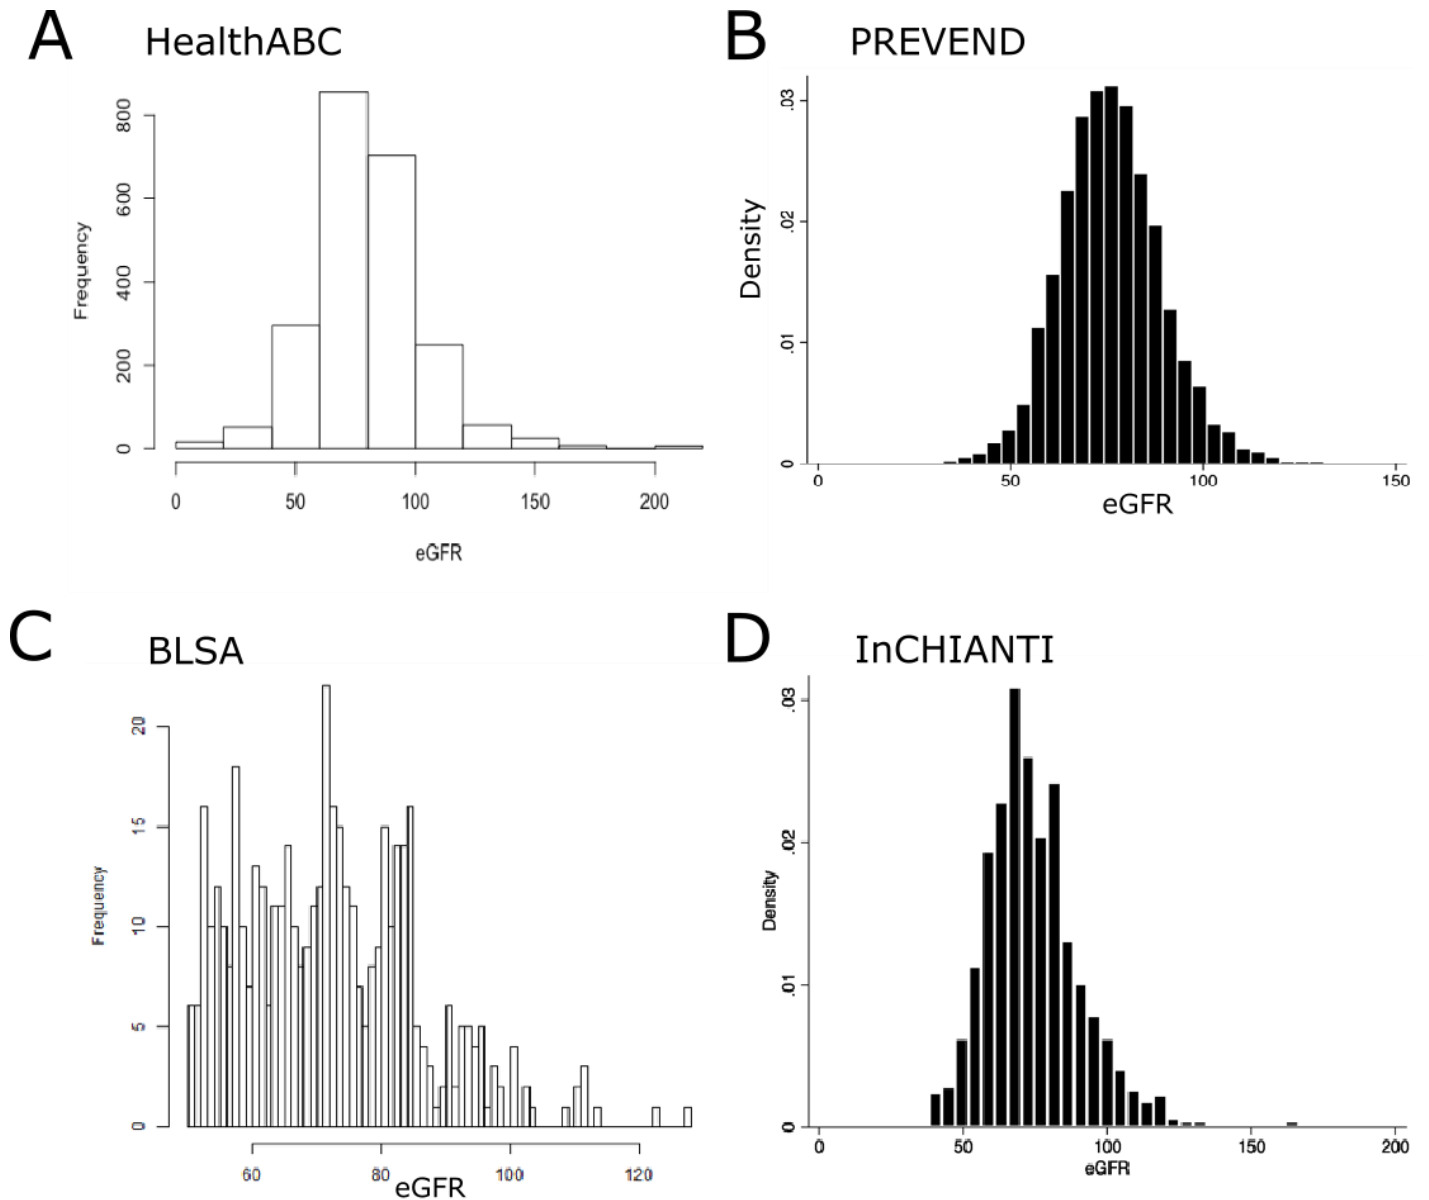 A HealthABC
Frequency
800
600
400
200
0
0 50 100 150 200
eGFR
B PREVEND
Density
.03
.02
.01
0
0 50 100 150
eGFR
C BLSA
Frequency
20
15
10
5
0
60 80 100 120
eGFR
D InCHIANTI
Density
.03
.02
.01
0
0 50 100 150 200
eGFR